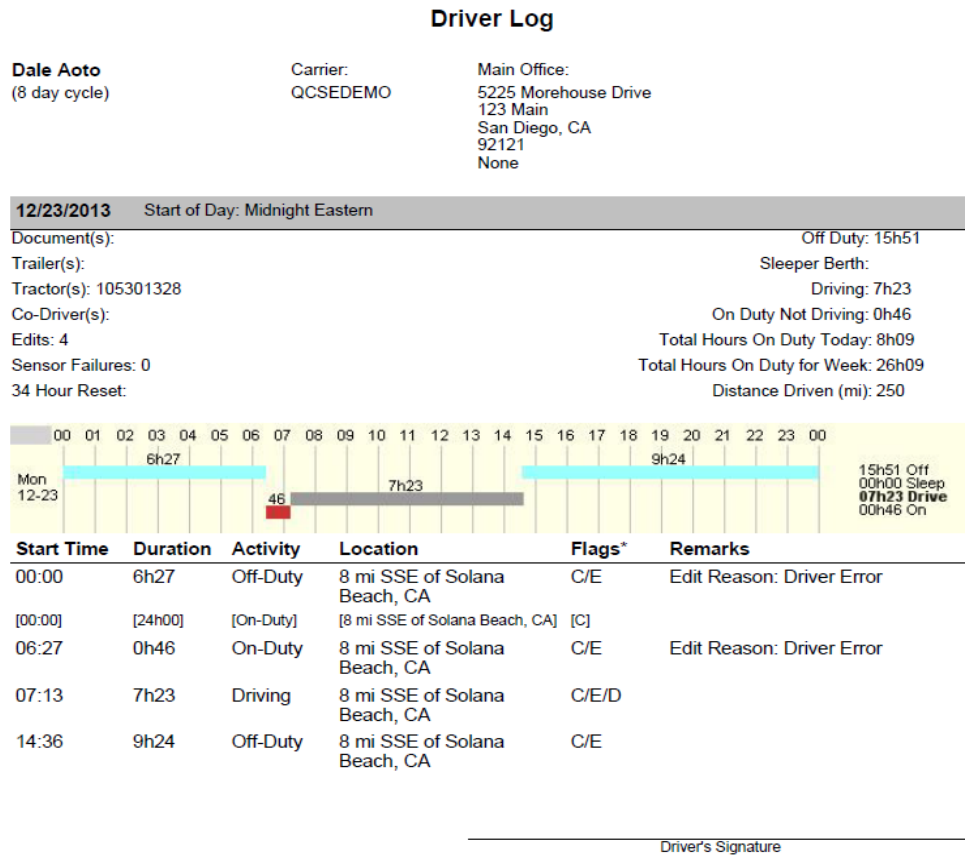 Driver Log
Dale Aoto
(8 day cycle)
Carrier:
QCSEDEMO
Main Office:
5225 Morehouse Drive
123 Main
San Diego, CA
92121
None
12/23/2013 Start of Day: Midnight Eastern
Document(s):
Trailer(s):
Tractor(s): 105301328
Co-Driver(s):
Edits: 4
Sensor Failures: 0
34 Hour Reset:
Off Duty: 15h51
Sleeper Berth:
Driving: 7h23
On Duty Not Driving: 0h46
Total Hours On Duty Today: 8h09
Total Hours On Duty for Week: 26h09
Distance Driven (mi): 250
00 01 02 03 04 05 06 07 08 09 10 11 12 13 14 15 16 17 18 19 20 21 22 23 00
Mon
12-23
6h27
46
7h23
9h24
15h51 Off
00h00 Sleep
07h23 Drive
00h46 On
Start Time Duration Activity Location Flags* Remarks
00:00 6h27 Off-Duty 8 mi SSE of Solana C/E Edit Reason: Driver Error
Beach, CA
[00:00] [24h00] [On-Duty] [8 mi SSE of Solana Beach, CA] [C]
06:27 0h46 On-Duty 8 mi SSE of Solana C/E Edit Reason: Driver Error
Beach, CA
07:13 7h23 Driving 8 mi SSE of Solana C/E/D
Beach, CA
14:36 9h24 Off-Duty 8 mi SSE of Solana C/E
Beach, CA
Driver's Signature